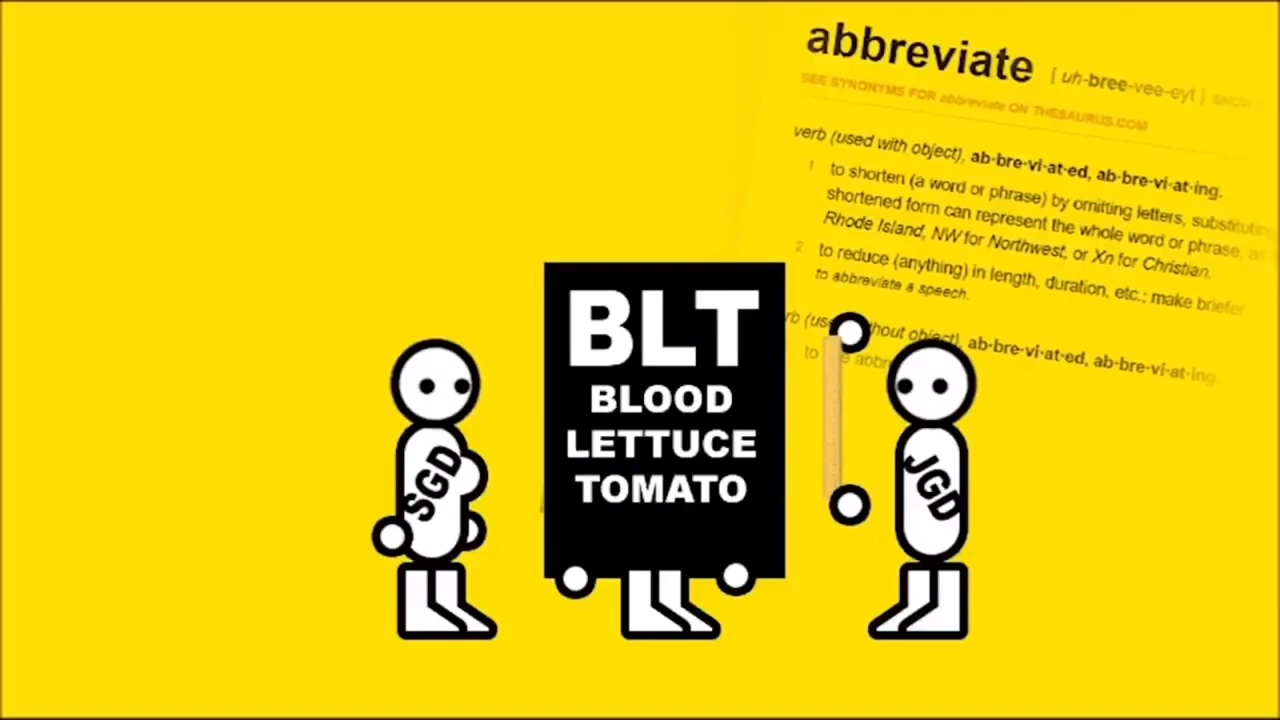 abbreviate [ uh-bree-vee-eyt ]
SEE SYNONYMS FOR abbreviate ON THESAURUS.COM
verb (used with object), ab·bre·vi·at·ed, ab·bre·vi·at·ing.
1 to shorten (a word or phrase) by omitting letters, substituting
shortened form can represent the whole word or phrase, as
Rhode Island, NW for Northwest, or Xn for Christian.
2 to reduce (anything) in length, duration, etc.; make briefer
to abbreviate a speech.
object), ab·bre·vi·at·ed, ab·bre·vi·at·ing.
to
BLT
BLOOD
LETTUCE
TOMATO
SGD
JGD